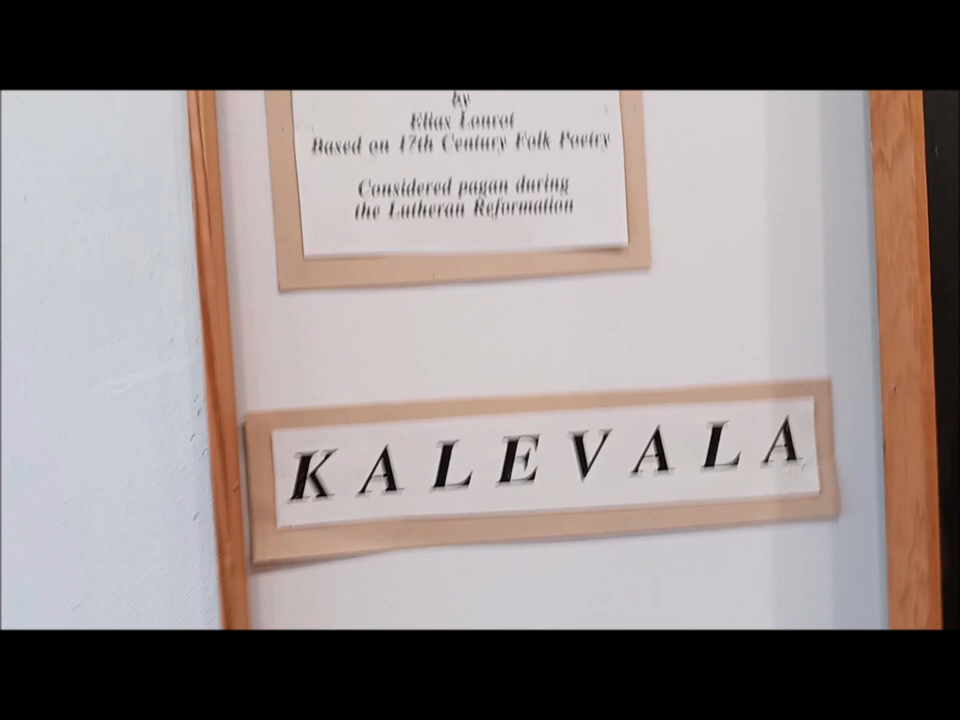 by
Elias Lonrot
Based on 17th Century Folk Poetry
Considered pagan during
the Lutheran Reformation
KALEVALA